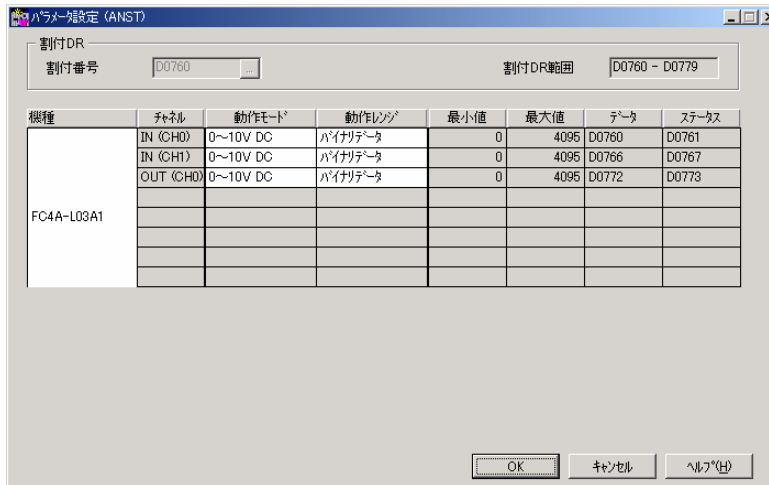 ﾊﾟﾗﾒｰﾀ設定 (ANST)
割付DR
割付番号 D0760 ... 割付DR範囲 D0760 - D0779
機種 ﾁｬﾈﾙ 動作ﾓｰﾄﾞ 動作ﾚﾝｼﾞ 最小値 最大値 ﾃﾞｰﾀ ｽﾃｰﾀｽ
IN (CH0) 0～10V DC ﾊﾞｲﾅﾘﾃﾞｰﾀ 0 4095 D0760 D0761
IN (CH1) 0～10V DC ﾊﾞｲﾅﾘﾃﾞｰﾀ 0 4095 D0766 D0767
OUT (CH0) 0～10V DC ﾊﾞｲﾅﾘﾃﾞｰﾀ 0 4095 D0772 D0773
FC4A-L03A1
OK ｷｬﾝｾﾙ ﾍﾙﾌﾟ(H)